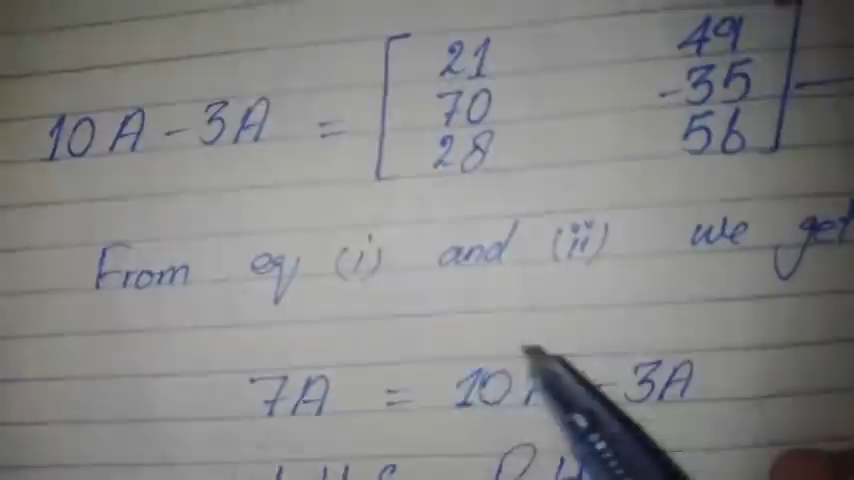 21 49
10A - 3A = 70 -35
28 56
From eq (i) and (ii) we get
7A = 10A - 3A